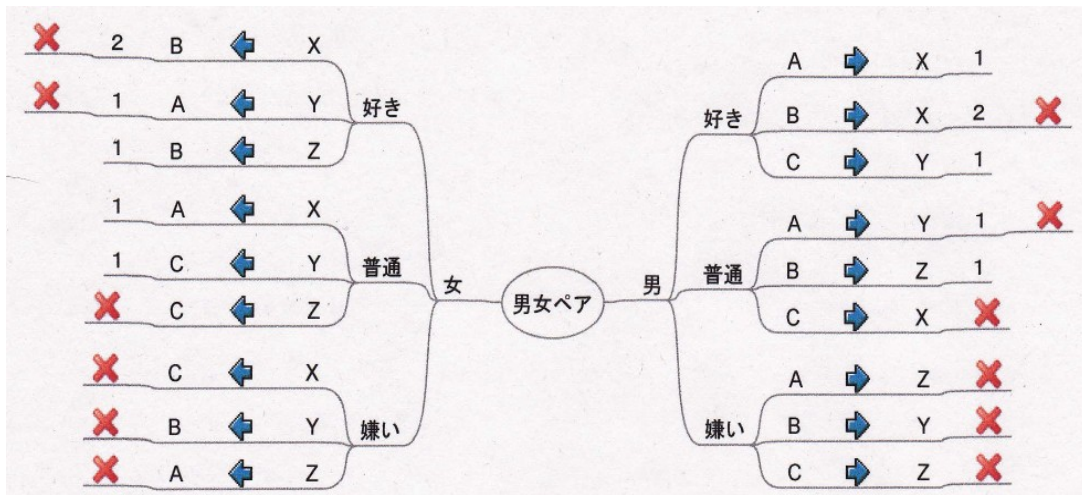 2 B X
1 A Y
1 B Z
好き
1 A X
1 C Y
C Z
普通
C X
B Y
A Z
嫌い
女
男女ペア
男
好き
A X 1
B X 2
C Y 1
普通
A Y 1
B Z 1
C X
嫌い
A Z
B Y
C Z